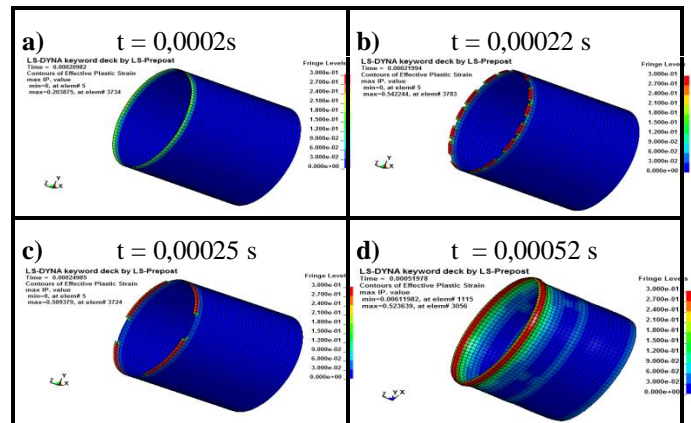 a) t = 0,0002s
LS-DYNA keyword deck by LS-Prepost
Time = 0.00020982
Contours of Effective Plastic Strain
max IP. value
min=0, at elem# 5
max=0.203875, at elem# 3734
Fringe Levels
3.000e-01
2.700e-01
2.400e-01
2.100e-01
1.800e-01
1.500e-01
1.200e-01
9.000e-02
6.000e-02
3.000e-02
0.000e+00
Z Y X
b) t = 0,00022 s
LS-DYNA keyword deck by LS-Prepost
Time = 0.00021994
Contours of Effective Plastic Strain
max IP. value
min=0, at elem# 5
max=0.542244, at elem# 3783
Fringe Levels
3.000e-01
2.700e-01
2.400e-01
2.100e-01
1.800e-01
1.500e-01
1.200e-01
9.000e-02
6.000e-02
3.000e-02
0.000e+00
Z Y X
c) t = 0,00025 s
LS-DYNA keyword deck by LS-Prepost
Time = 0.00024985
Contours of Effective Plastic Strain
max IP. value
min=0, at elem# 5
max=0.509379, at elem# 3724
Fringe Levels
3.000e-01
2.700e-01
2.400e-01
2.100e-01
1.800e-01
1.500e-01
1.200e-01
9.000e-02
6.000e-02
3.000e-02
0.000e+00
Z Y X
d) t = 0,00052 s
LS-DYNA keyword deck by LS-Prepost
Time = 0.00051978
Contours of Effective Plastic Strain
max IP. value
min=0.00611982, at elem# 1115
max=0.523639, at elem# 3056
Fringe Levels
3.000e-01
2.700e-01
2.400e-01
2.100e-01
1.800e-01
1.500e-01
1.200e-01
9.000e-02
6.000e-02
3.000e-02
0.000e+00
Z Y X